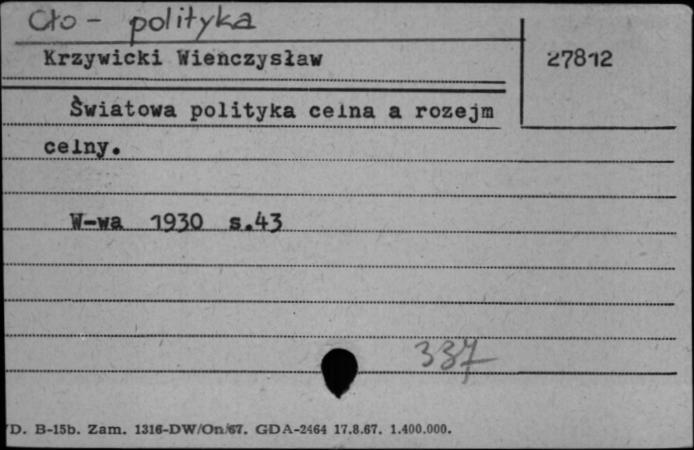 Cło - polityka
Krzywicki Wieńczysław
27812
Światowa polityka celna a rozejm
celny.
W-wa 1930 s.43
337
D. B-15b. Zam. 1316-DW/On/67. GDA-2464 17.8.67. 1.400.000.